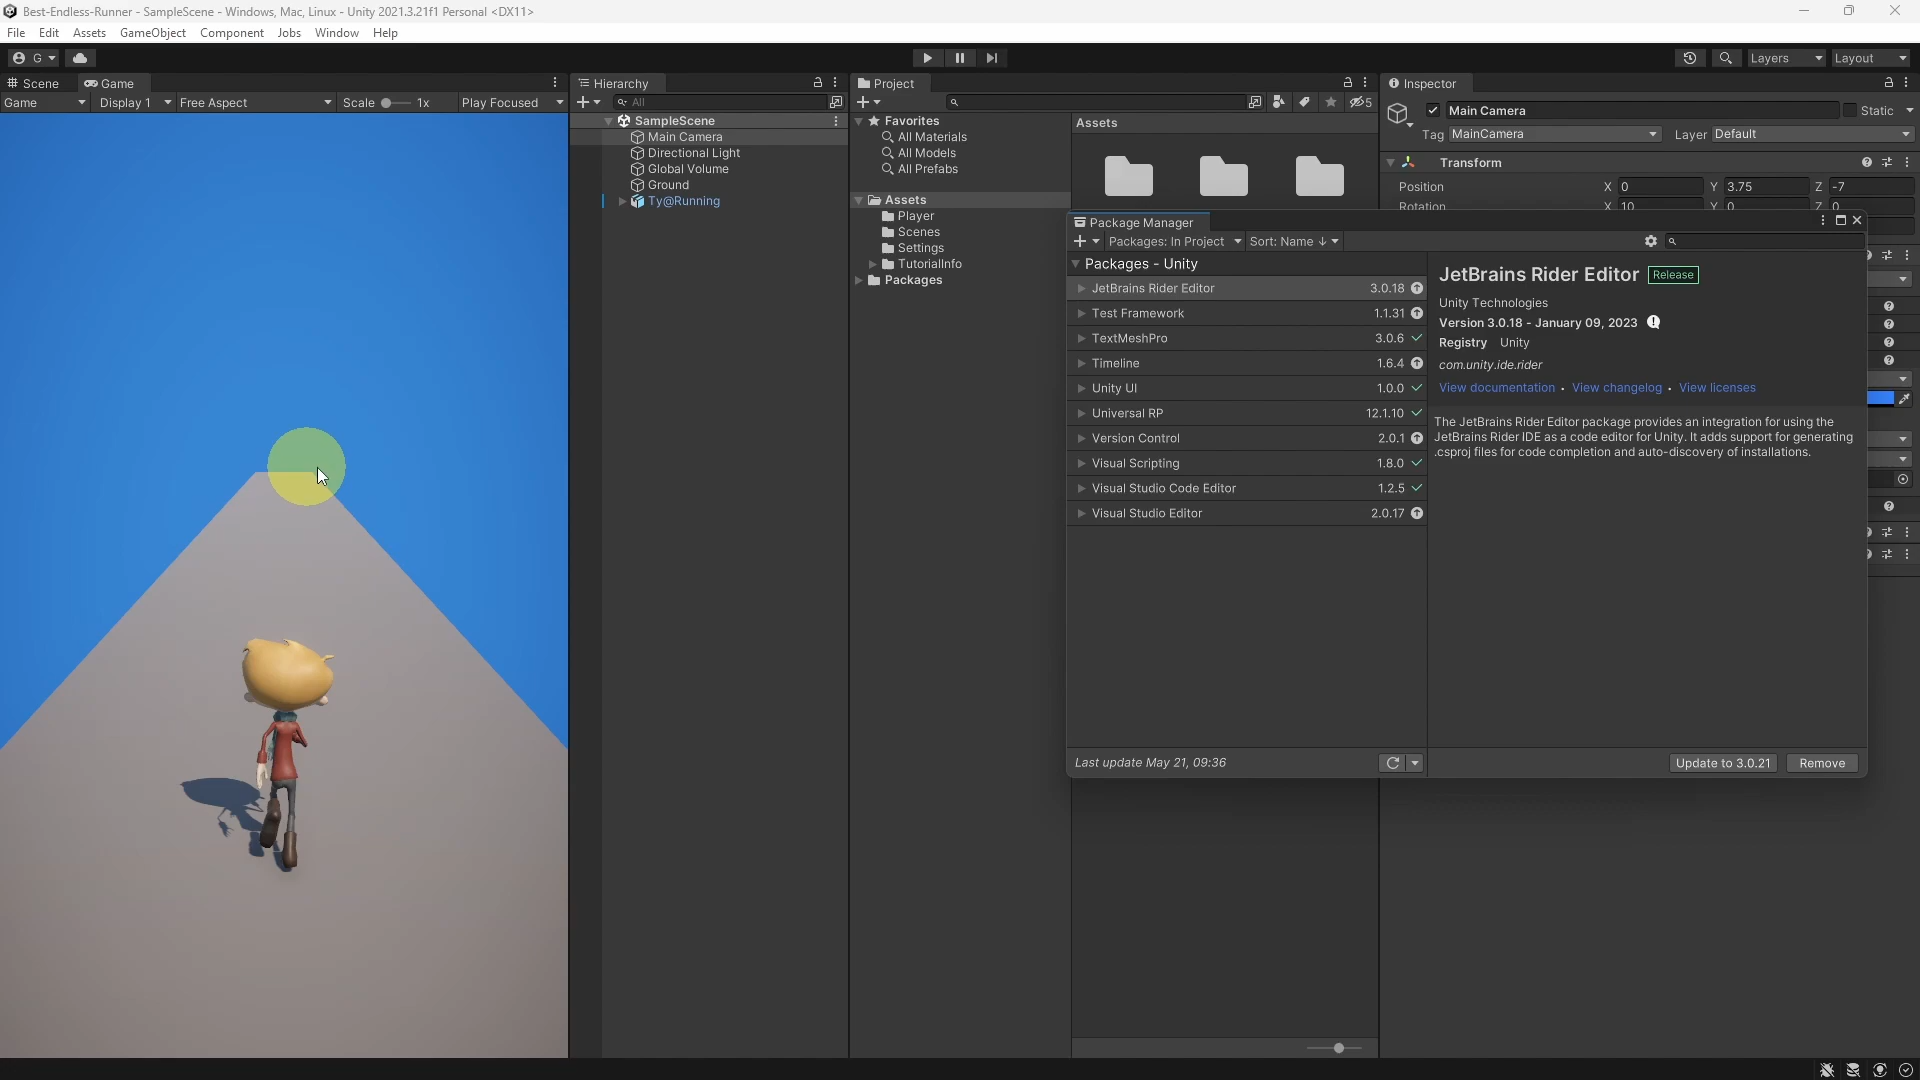 Best-Endless-Runner - SampleScene - Windows, Mac, Linux - Unity 2021.3.21f1 Personal <DX11>
File Edit Assets GameObject Component Jobs Window Help
G Layers Layout
Scene Game
Game Display 1 Free Aspect Scale 1x Play Focused
Hierarchy
All
SampleScene
Main Camera
Directional Light
Global Volume
Ground
Ty@Running
Project
5
Favorites
All Materials
All Models
All Prefabs
Assets
Player
Scenes
Settings
TutorialInfo
Packages
Assets
Inspector
Main Camera Static
Tag MainCamera Layer Default
Transform
Position X 0 Y 3.75 Z -7
Rotation X 10 Y 0 Z 0
Package Manager
Packages: In Project Sort: Name ↓
Packages - Unity
JetBrains Rider Editor 3.0.18
Test Framework 1.1.31
TextMeshPro 3.0.6
Timeline 1.6.4
Unity UI 1.0.0
Universal RP 12.1.10
Version Control 2.0.1
Visual Scripting 1.8.0
Visual Studio Code Editor 1.2.5
Visual Studio Editor 2.0.17
Last update May 21, 09:36
JetBrains Rider Editor Release
Unity Technologies
Version 3.0.18 - January 09, 2023
Registry Unity
com.unity.ide.rider
View documentation • View changelog • View licenses
The JetBrains Rider Editor package provides an integration for using the
JetBrains Rider IDE as a code editor for Unity. It adds support for generating
.csproj files for code completion and auto-discovery of installations.
Update to 3.0.21 Remove